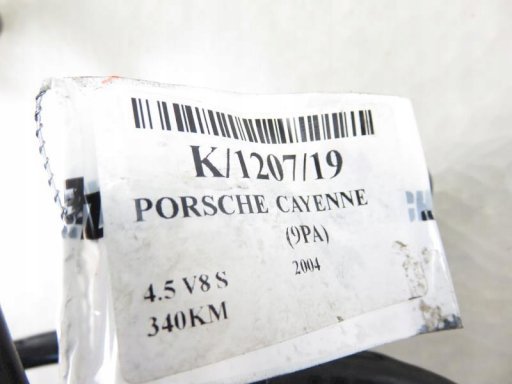 K/1207/19
PORSCHE CAYENNE
(9PA)
2004
4.5 V8 S
340KM